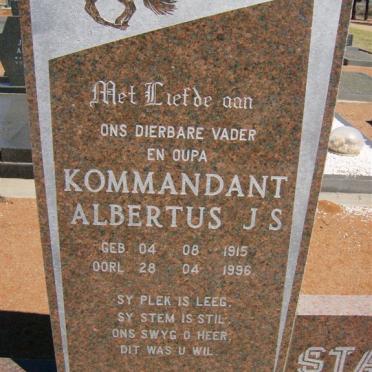 Met Liefde aan
ONS DIERBARE VADER
EN OUPA
KOMMANDANT
ALBERTUS J S
GEB. 04 08 1915
OORL 28 04 1996
SY PLEK IS LEEG,
SY STEM IS STIL
ONS SWYG O HEER,
DIT WAS U WIL